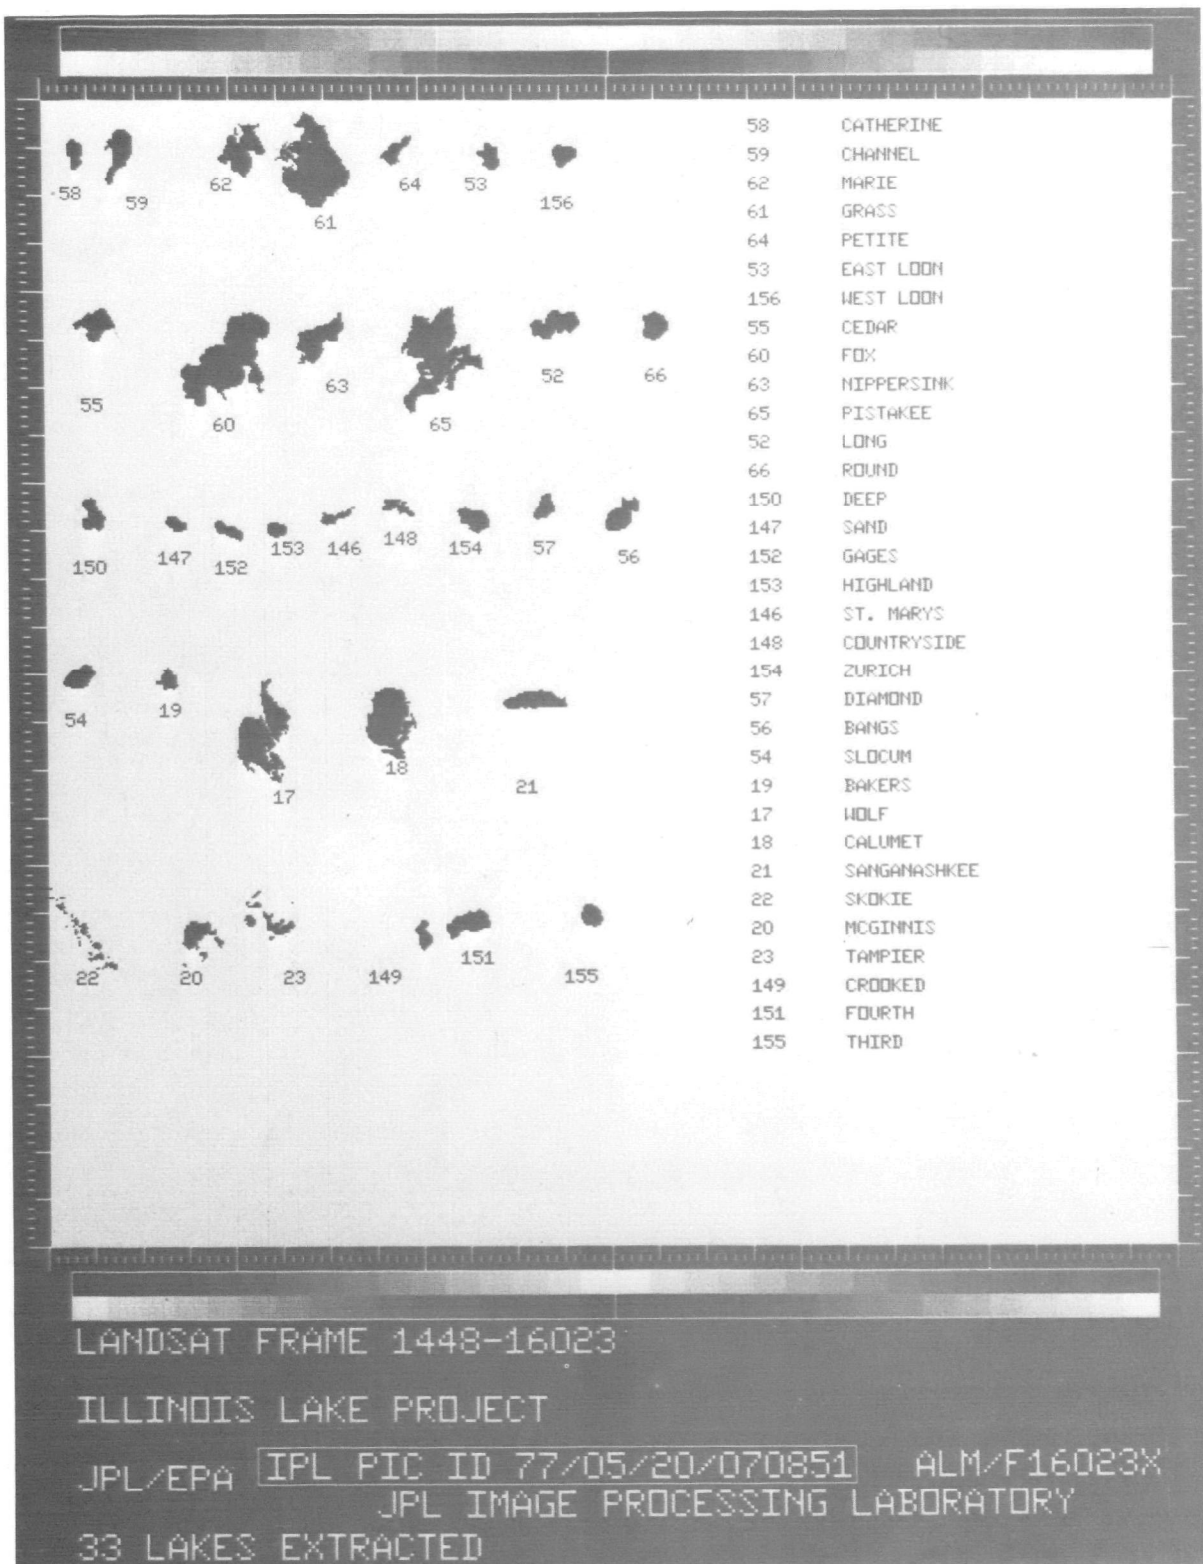 58 CATHERINE
59 CHANNEL
62 MARIE
61 GRASS
64 PETITE
53 EAST LOON
156 WEST LOON
55 CEDAR
60 FOX
63 NIPPERSINK
65 PISTAKEE
52 LONG
66 ROUND
150 DEEP
147 SAND
152 GAGES
153 HIGHLAND
146 ST. MARYS
148 COUNTRYSIDE
154 ZURICH
57 DIAMOND
56 BANGS
54 SLOCUM
19 BAKERS
17 WOLF
18 CALUMET
21 SANGANASHKEE
22 SKOKIE
20 MCGINNIS
23 TAMPIER
149 CROOKED
151 FOURTH
155 THIRD
58 59 62 61 64 53 156
55 60 63 65 52 66
150 147 152 153 146 148 154 57 56
54 19 17 18 21
22 20 23 149 151 155
LANDSAT FRAME 1448-16023
ILLINOIS LAKE PROJECT
JPL/EPA IPL PIC ID 77/05/20/070851 ALM/F16023X
JPL IMAGE PROCESSING LABORATORY
33 LAKES EXTRACTED